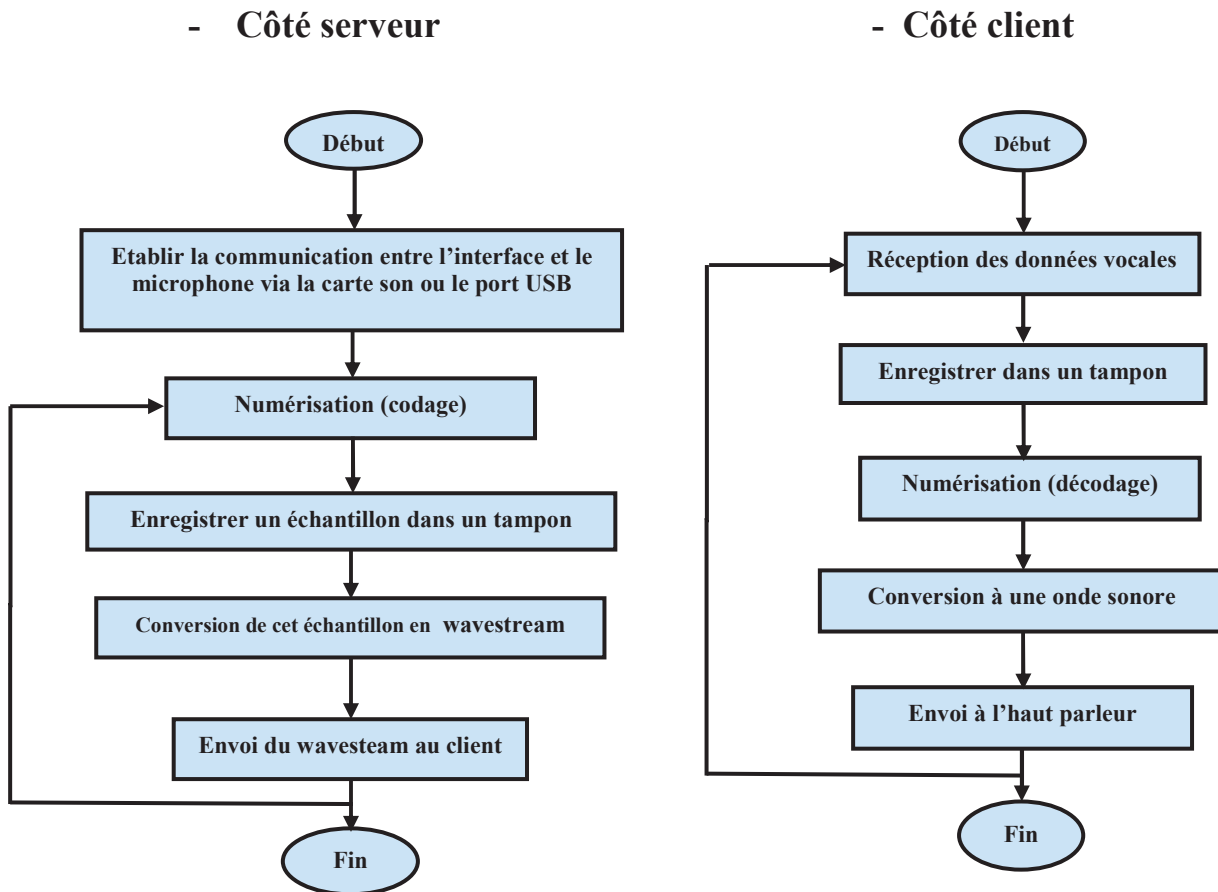 - Côté serveur
Début
Etablir la communication entre l’interface et le
microphone via la carte son ou le port USB
Numérisation (codage)
Enregistrer un échantillon dans un tampon
Conversion de cet échantillon en wavestream
Envoi du wavesteam au client
Fin
- Côté client
Début
Réception des données vocales
Enregistrer dans un tampon
Numérisation (décodage)
Conversion à une onde sonore
Envoi à l’haut parleur
Fin